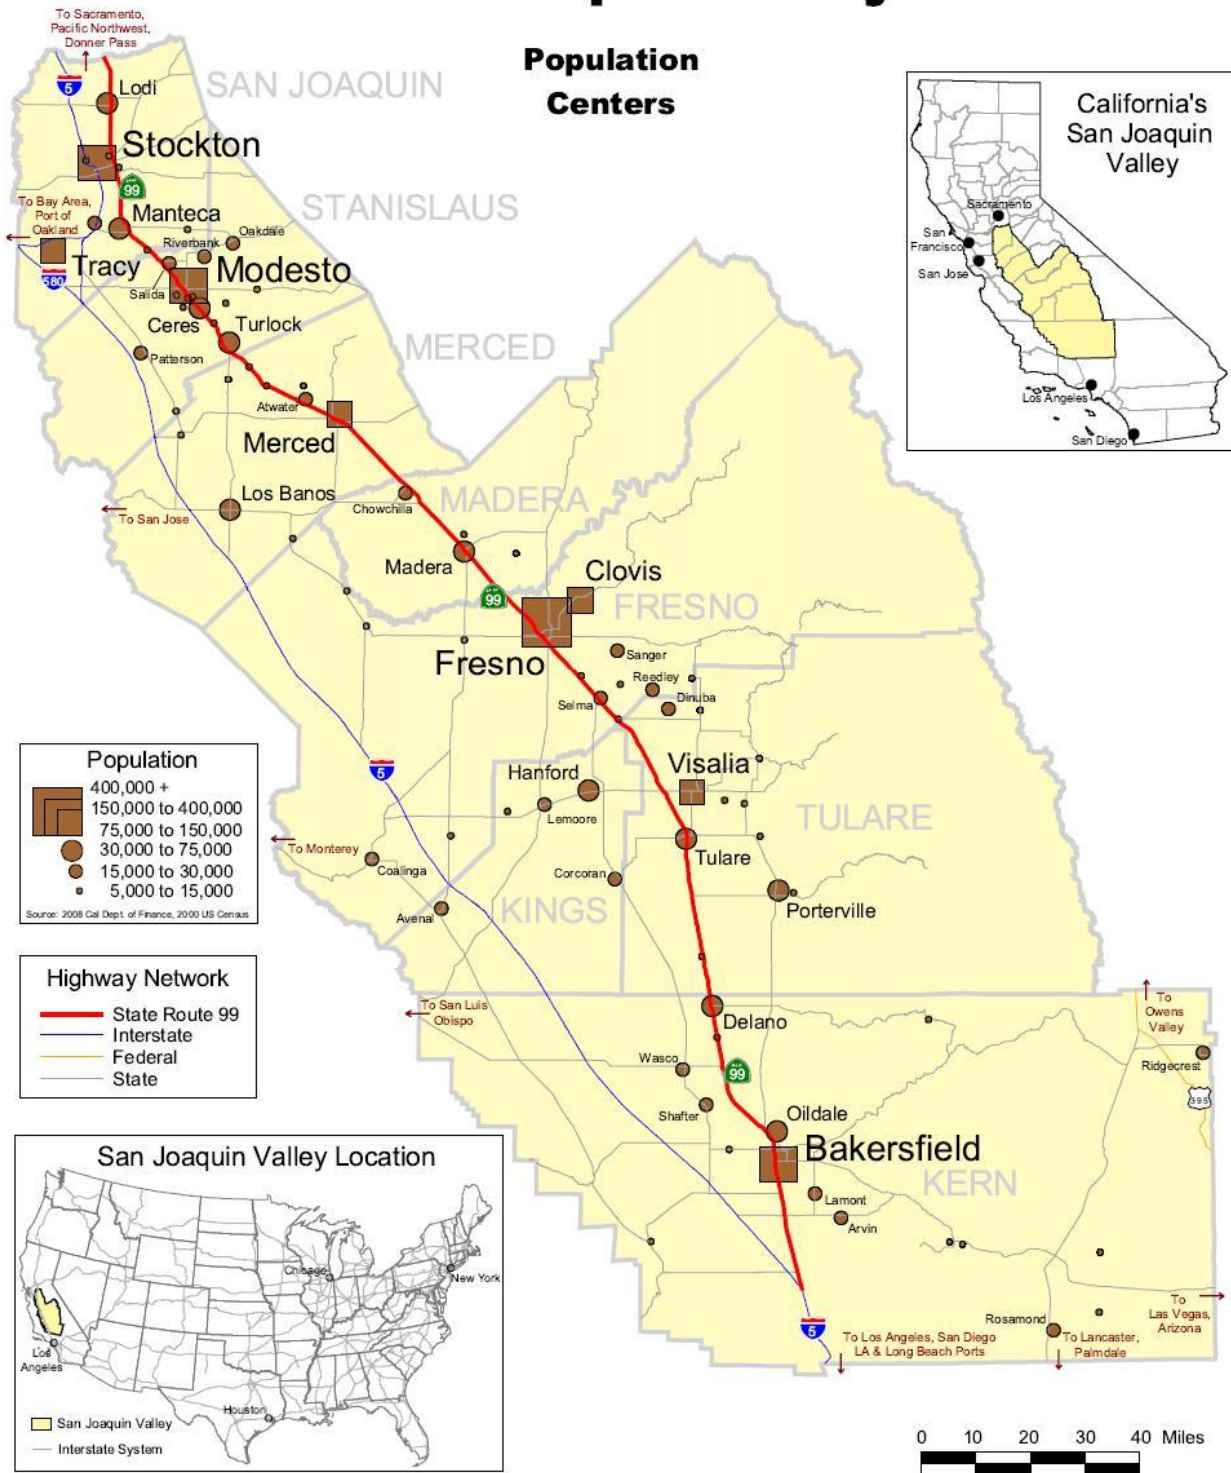 Population
Centers
To Sacramento,
Pacific Northwest,
Donner Pass
5
Lodi
SAN JOAQUIN
Stockton
99
To Bay Area,
Port of
Oakland
Manteca
STANISLAUS
Oakdale
Riverbank
Tracy
Modesto
580
Salida
Ceres
Turlock
Patterson
MERCED
Atwater
Merced
Los Banos
To San Jose
Chowchilla
MADERA
Madera
99
Clovis
FRESNO
Fresno
Sanger
Reedley
Dinuba
Selma
5
Hanford
Visalia
Lemoore
TULARE
To Monterey
Coalinga
Tulare
Corcoran
Avenal
KINGS
Porterville
To San Luis
Obispo
Delano
To
Owens
Valley
Wasco
99
Ridgecrest
395
Shafter
Oildale
Bakersfield
KERN
Lamont
Arvin
To
Las Vegas,
Arizona
Rosamond
5
To Los Angeles, San Diego
LA & Long Beach Ports
To Lancaster,
Palmdale
California's
San Joaquin
Valley
Sacramento
San
Francisco
San Jose
Los Angeles
San Diego
Population
400,000 +
150,000 to 400,000
75,000 to 150,000
30,000 to 75,000
15,000 to 30,000
5,000 to 15,000
Source: 2008 Cal Dept. of Finance, 2000 US Census
Highway Network
State Route 99
Interstate
Federal
State
San Joaquin Valley Location
Chicago
New York
Los
Angeles
Houston
San Joaquin Valley
Interstate System
0 10 20 30 40 Miles